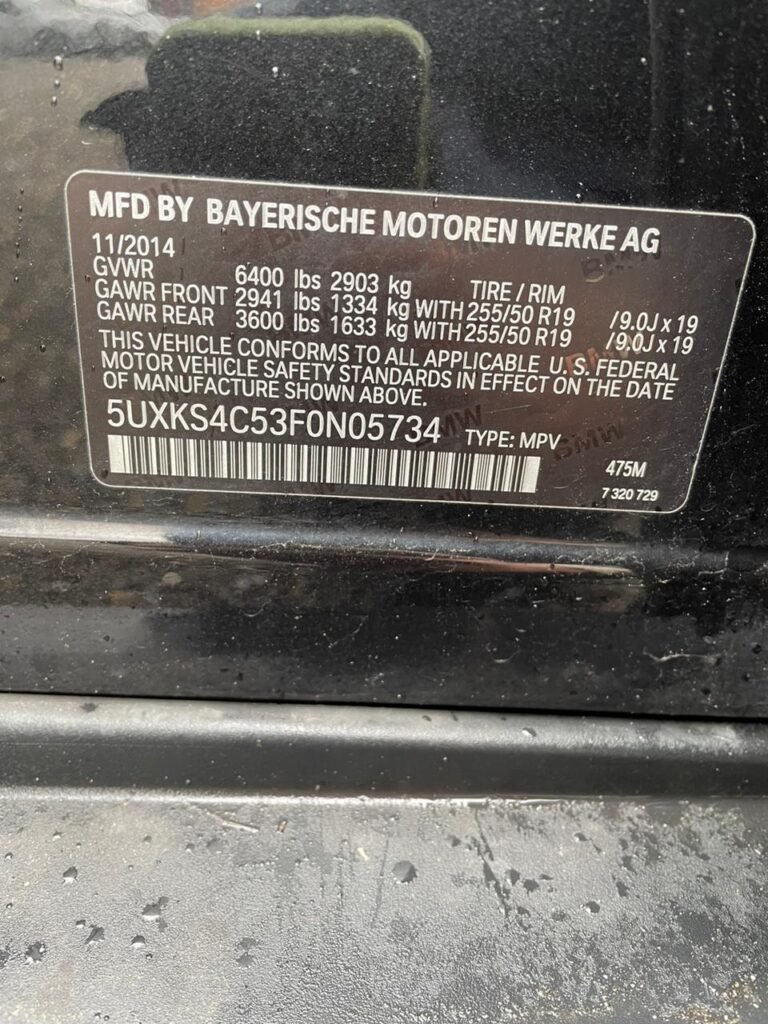 MFD BY BAYERISCHE MOTOREN WERKE AG
11/2014
GVWR 6400 lbs 2903 kg TIRE / RIM
GAWR FRONT 2941 lbs 1334 kg WITH 255/50 R19 /9.0J x 19
GAWR REAR 3600 lbs 1633 kg WITH 255/50 R19 /9.0J x 19
THIS VEHICLE CONFORMS TO ALL APPLICABLE U.S. FEDERAL
MOTOR VEHICLE SAFETY STANDARDS IN EFFECT ON THE DATE
OF MANUFACTURE SHOWN ABOVE.
5UXKS4C53F0N05734 TYPE: MPV
475M
7 320 729